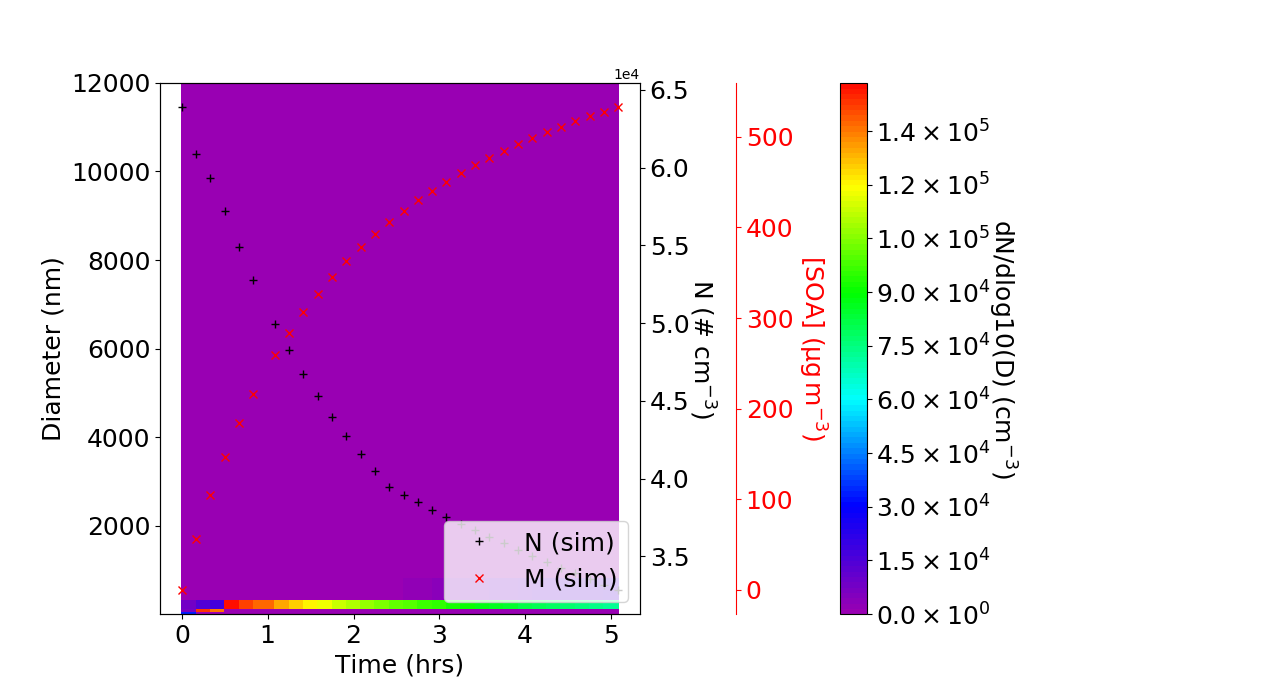 1e4
12000
10000
8000
6000
4000
2000
Diameter (nm)
0
1
2
3
4
5
Time (hrs)
6.5
6.0
5.5
5.0
4.5
4.0
3.5
N (# cm⁻³)
N (sim)
M (sim)
500
400
300
200
100
0
[SOA] (µg m⁻³)
1.4 × 10⁵
1.2 × 10⁵
1.0 × 10⁵
9.0 × 10⁴
7.5 × 10⁴
6.0 × 10⁴
4.5 × 10⁴
3.0 × 10⁴
1.5 × 10⁴
0.0 × 10⁰
dN/dlog10(D) (cm⁻³)